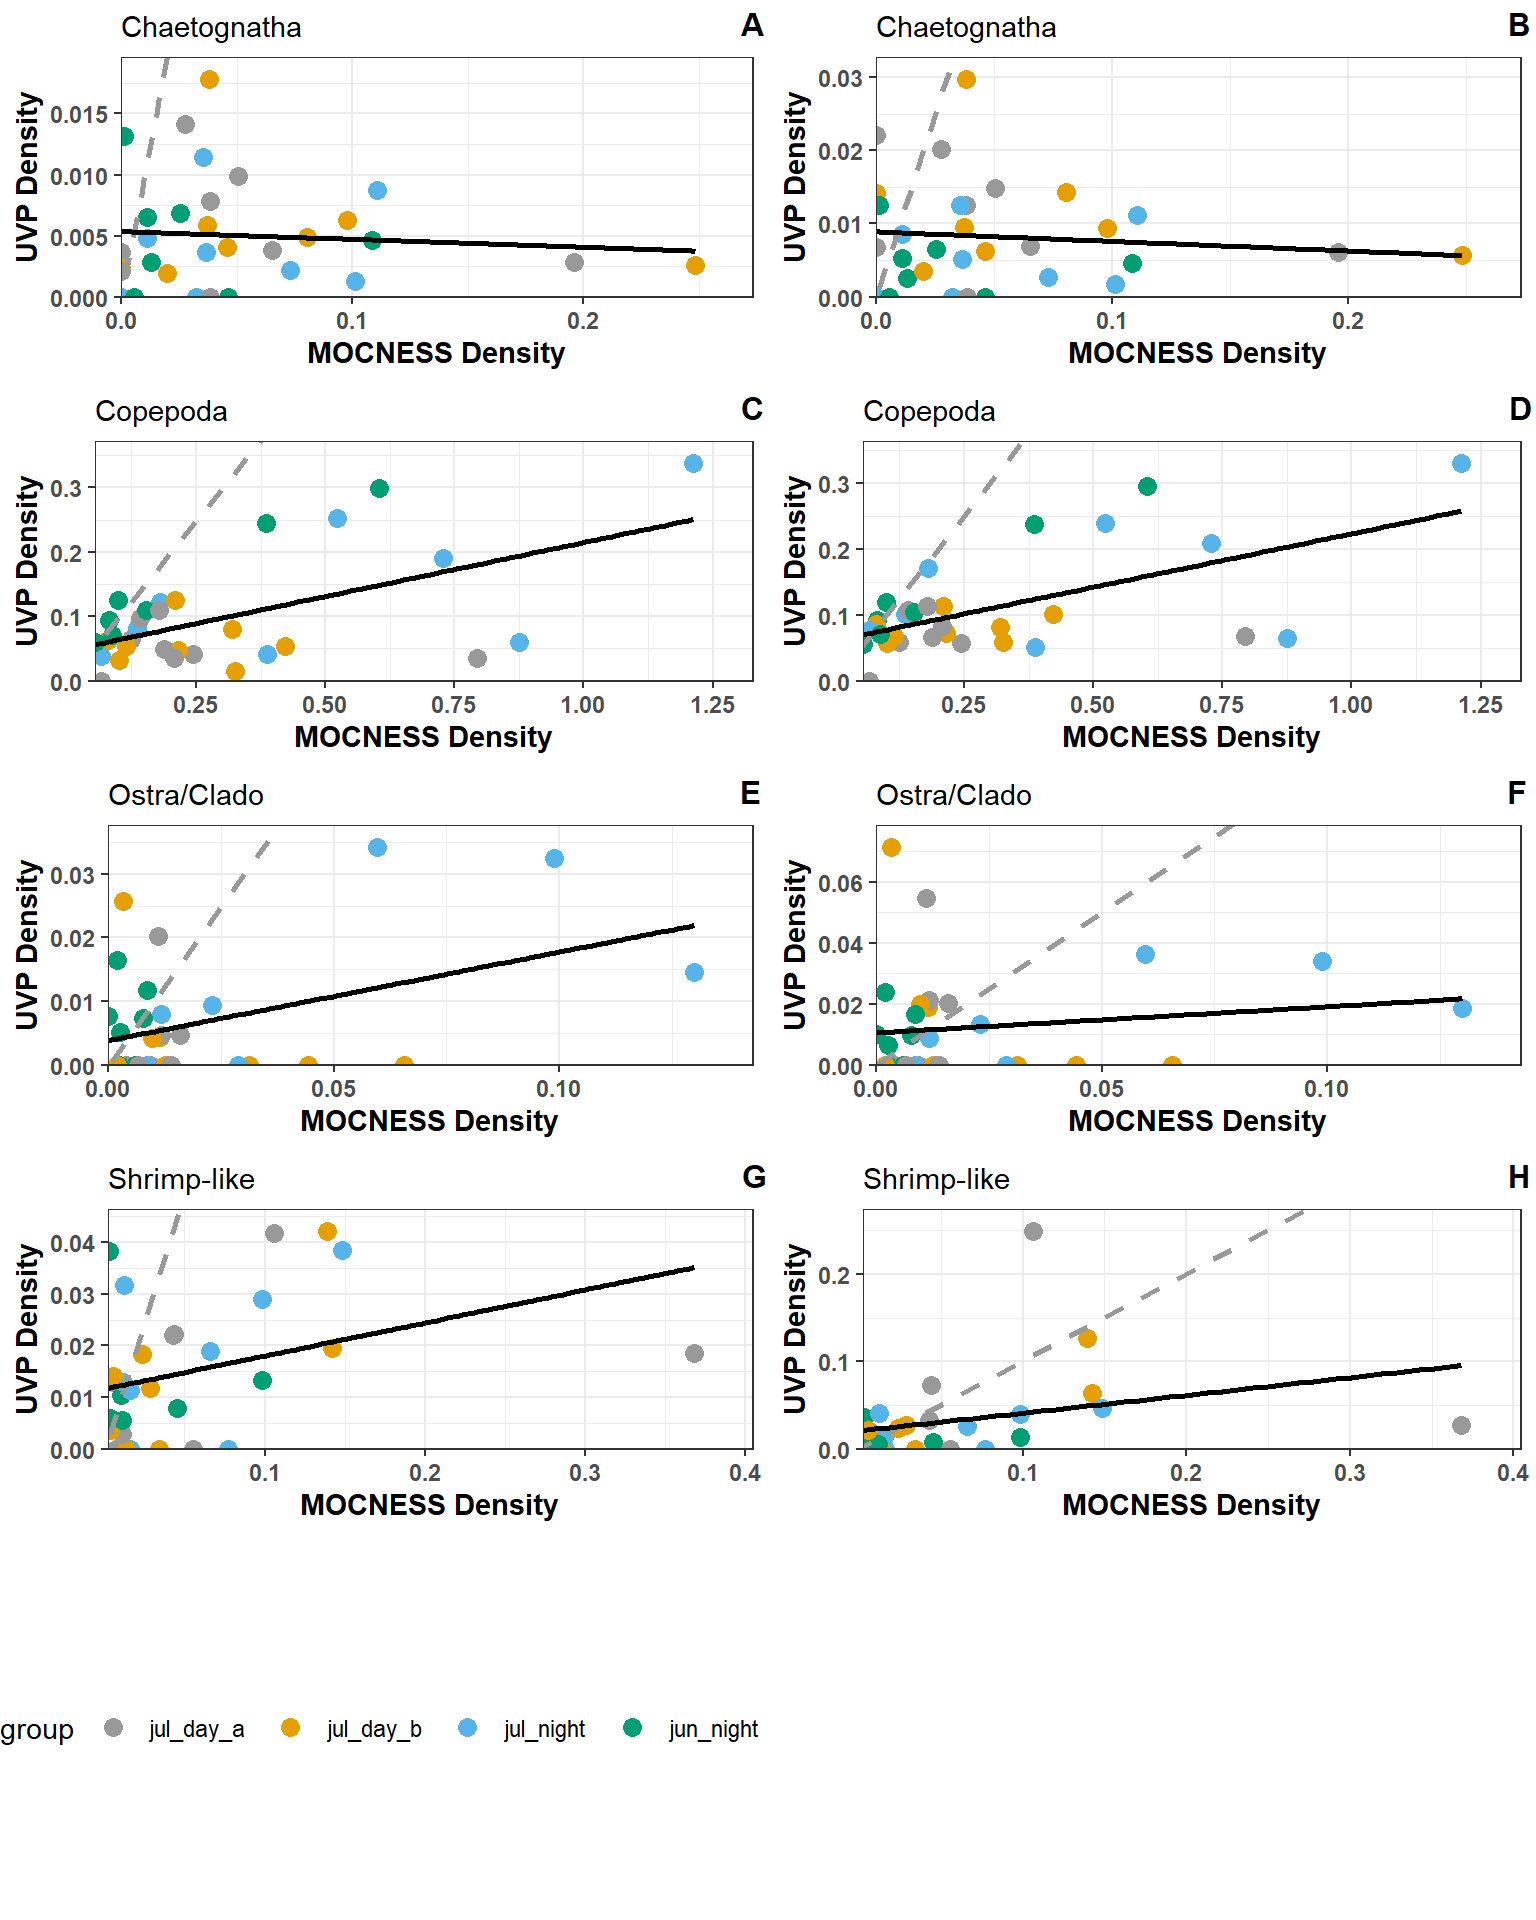 Chaetognatha A
UVP Density
0.015
0.010
0.005
0.000
0.0 0.1 0.2
MOCNESS Density
Chaetognatha B
UVP Density
0.03
0.02
0.01
0.00
0.0 0.1 0.2
MOCNESS Density
Copepoda C
UVP Density
0.3
0.2
0.1
0.0
0.25 0.50 0.75 1.00 1.25
MOCNESS Density
Copepoda D
UVP Density
0.3
0.2
0.1
0.0
0.25 0.50 0.75 1.00 1.25
MOCNESS Density
Ostra/Clado E
UVP Density
0.03
0.02
0.01
0.00
0.00 0.05 0.10
MOCNESS Density
Ostra/Clado F
UVP Density
0.06
0.04
0.02
0.00
0.00 0.05 0.10
MOCNESS Density
Shrimp-like G
UVP Density
0.04
0.03
0.02
0.01
0.00
0.1 0.2 0.3 0.4
MOCNESS Density
Shrimp-like H
UVP Density
0.2
0.1
0.0
0.1 0.2 0.3 0.4
MOCNESS Density
group jul_day_a jul_day_b jul_night jun_night